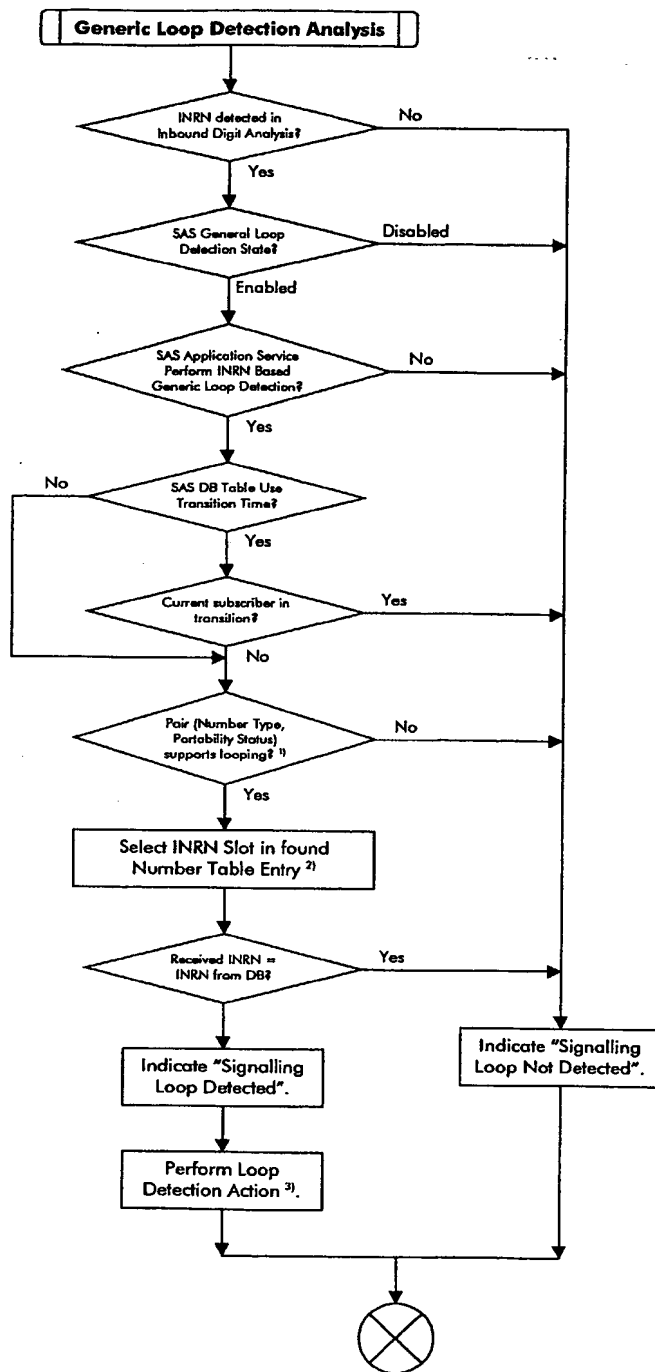 Generic Loop Detection Analysis
INRN detected in
Inbound Digit Analysis?
No
Yes
SAS General Loop
Detection State?
Disabled
Enabled
SAS Application Service
Perform INRN Based
Generic Loop Detection?
No
Yes
No
SAS DB Table Use
Transition Time?
Yes
Current subscriber in
transition?
Yes
No
Pair (Number Type,
Portability Status)
supports looping? 1)
No
Yes
Select INRN Slot in found
Number Table Entry 2)
Received INRN =
INRN from DB?
Yes
Indicate "Signalling
Loop Detected".
Indicate "Signalling
Loop Not Detected".
Perform Loop
Detection Action 3).